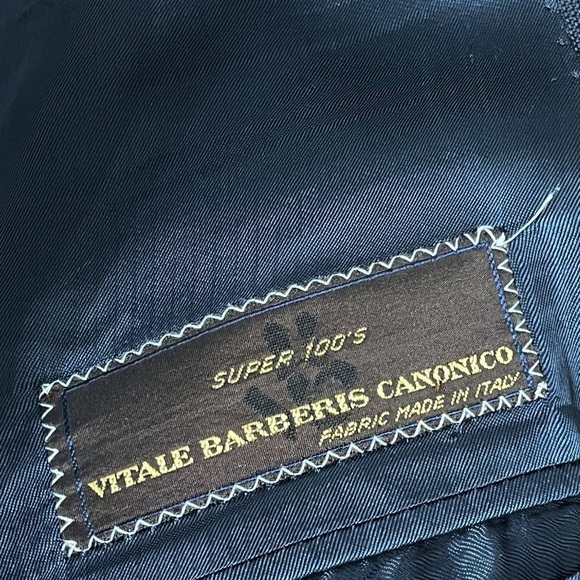 SUPER 100'S
VITALE BARBERIS CANONICO
FABRIC MADE IN ITALY